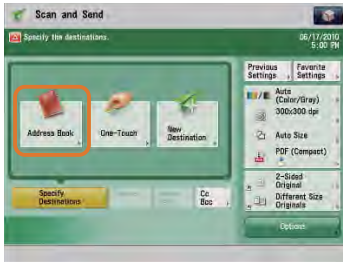 Scan and Send
Specify the destinations.
06/17/2010
5:00 PM
Previous Settings
Favorite Settings
Auto (Color/Gray)
300x300 dpi
Auto Size
PDF (Compact)
2-Sided Original
Different Size Originals
Options
Address Book
One-Touch
New Destination
Specify Destinations
Cc Bcc